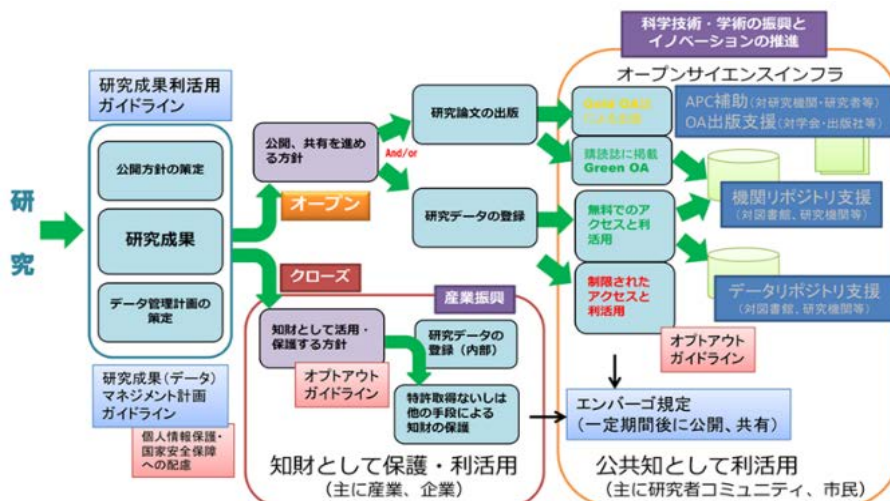 科学技術・学術の振興と
イノベーションの推進
オープンサイエンスインフラ
研究成果利活用
ガイドライン
公開方針の策定
研究成果
データ管理計画の
策定
研究
研究成果(データ)
マネジメント計画
ガイドライン
個人情報保護・
国家安全保障
への配慮
公開、共有を進め
る方針
And/or
オープン
クローズ
研究論文の出版
研究データの登録
Gold OA
購読誌に掲載
Green OA
無料でのア
クセスと利
活用
制限された
アクセスと
利活用
APC補助(対研究機関・研究者等)
OA出版支援(対学会・出版社等)
機関リポジトリ支援
(対図書館、研究機関等)
データリポジトリ支援
(対図書館、研究機関等)
オプトアウト
ガイドライン
産業振興
知財として活用・
保護する方針
オプトアウト
ガイドライン
研究データの
登録(内部)
特許取得ないしは
他の手段による
知財の保護
エンバーゴ規定
(一定期間後に公開、共有)
知財として保護・利活用
(主に産業、企業)
公共知として利活用
(主に研究者コミュニティ、市民)